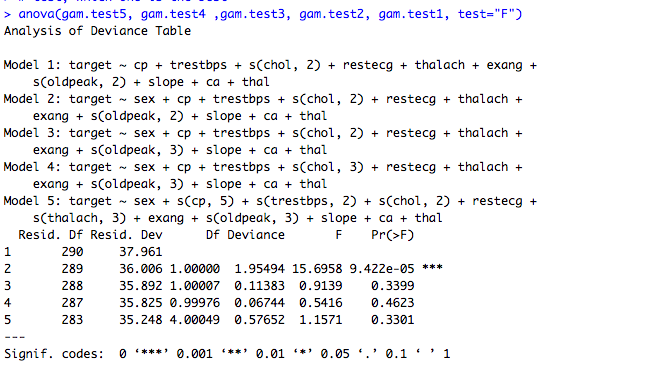 > anova(gam.test5, gam.test4 ,gam.test3, gam.test2, gam.test1, test="F")
Analysis of Deviance Table
Model 1: target ~ cp + trestbps + s(chol, 2) + restecg + thalach + exang +
s(oldpeak, 2) + slope + ca + thal
Model 2: target ~ sex + cp + trestbps + s(chol, 2) + restecg + thalach +
exang + s(oldpeak, 2) + slope + ca + thal
Model 3: target ~ sex + cp + trestbps + s(chol, 2) + restecg + thalach +
exang + s(oldpeak, 3) + slope + ca + thal
Model 4: target ~ sex + cp + trestbps + s(chol, 3) + restecg + thalach +
exang + s(oldpeak, 3) + slope + ca + thal
Model 5: target ~ sex + s(cp, 5) + s(trestbps, 2) + s(chol, 2) + restecg +
s(thalach, 3) + exang + s(oldpeak, 3) + slope + ca + thal
Resid. Df Resid. Dev Df Deviance F Pr(>F)
1 290 37.961
2 289 36.006 1.00000 1.95494 15.6958 9.422e-05 ***
3 288 35.892 1.00007 0.11383 0.9139 0.3399
4 287 35.825 0.99976 0.06744 0.5416 0.4623
5 283 35.248 4.00049 0.57652 1.1571 0.3301
---
Signif. codes: 0 ‘***’ 0.001 ‘**’ 0.01 ‘*’ 0.05 ‘.’ 0.1 ‘ ’ 1